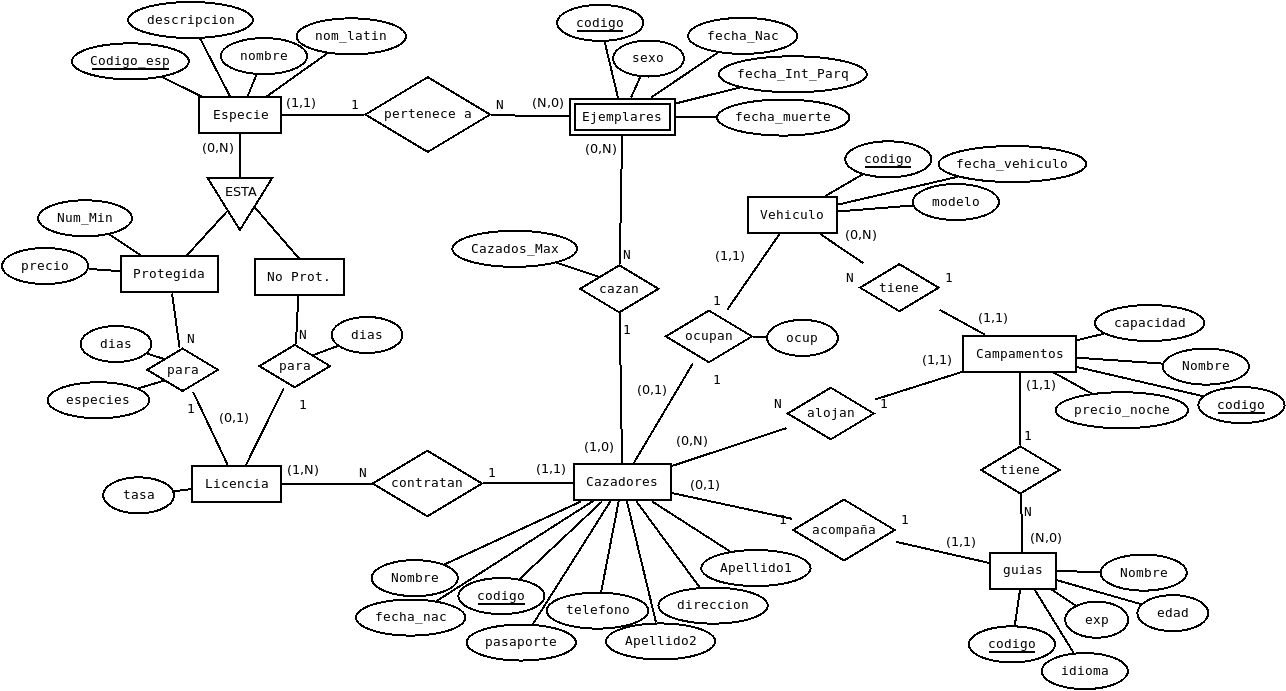 descripcion
nom_latin
codigo
fecha_Nac
Codigo_esp
nombre
sexo
fecha_Int_Parq
(1,1)
1
N
(N,0)
Especie
pertenece a
Ejemplares
fecha_muerte
(0,N)
(0,N)
codigo
fecha_vehiculo
ESTA
modelo
Num_Min
Vehiculo
(0,N)
Cazados_Max
N
(1,1)
precio
Protegida
No Prot.
N
1
cazan
tiene
1
(1,1)
capacidad
N
N
dias
1
ocupan
ocup
dias
(1,1)
Campamentos
Nombre
para
para
1
(1,1)
especies
(0,1)
N
1
codigo
1
(0,1)
1
alojan
precio_noche
(1,0)
(0,N)
1
(1,N)
N
1
(1,1)
tiene
Licencia
contratan
Cazadores
(0,1)
tasa
N
1
acompaña
1
(N,0)
(1,1)
Apellido1
guias
Nombre
Nombre
codigo
telefono
direccion
edad
fecha_nac
exp
pasaporte
Apellido2
codigo
idioma